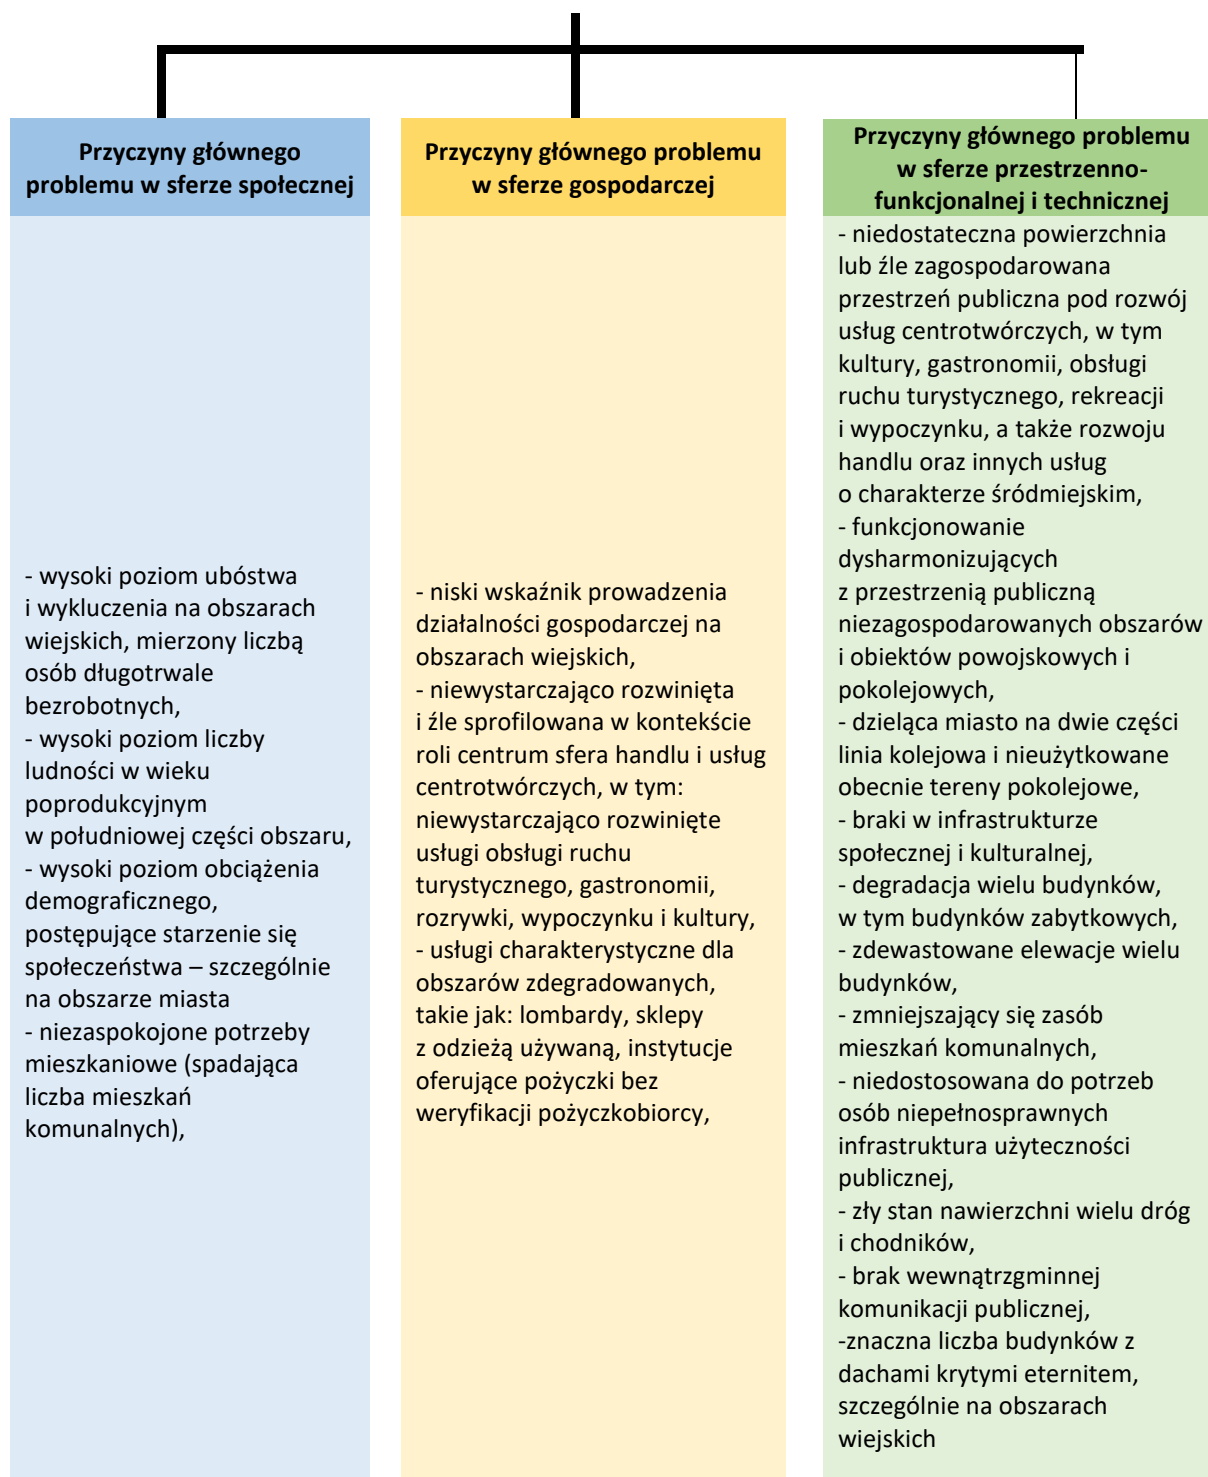 Przyczyny głównego
problemu w sferze społecznej
- wysoki poziom ubóstwa
i wykluczenia na obszarach
wiejskich, mierzony liczbą
osób długotrwale
bezrobotnych,
- wysoki poziom liczby
ludności w wieku
poprodukcyjnym
w południowej części obszaru,
- wysoki poziom obciążenia
demograficznego,
postępujące starzenie się
społeczeństwa – szczególnie
na obszarze miasta
- niezaspokojone potrzeby
mieszkaniowe (spadająca
liczba mieszkań
komunalnych),
Przyczyny głównego problemu
w sferze gospodarczej
- niski wskaźnik prowadzenia
działalności gospodarczej na
obszarach wiejskich,
- niewystarczająco rozwinięta
i źle sprofilowana w kontekście
roli centrum sfera handlu i usług
centrotwórczych, w tym:
niewystarczająco rozwinięte
usługi obsługi ruchu
turystycznego, gastronomii,
rozrywki, wypoczynku i kultury,
- usługi charakterystyczne dla
obszarów zdegradowanych,
takie jak: lombardy, sklepy
z odzieżą używaną, instytucje
oferujące pożyczki bez
weryfikacji pożyczkobiorcy,
Przyczyny głównego problemu
w sferze przestrzenno-
funkcjonalnej i technicznej
- niedostateczna powierzchnia
lub źle zagospodarowana
przestrzeń publiczna pod rozwój
usług centrotwórczych, w tym
kultury, gastronomii, obsługi
ruchu turystycznego, rekreacji
i wypoczynku, a także rozwoju
handlu oraz innych usług
o charakterze śródmiejskim,
- funkcjonowanie
dysharmonizujących
z przestrzenią publiczną
niezagospodarowanych obszarów
i obiektów powojskowych i
pokolejowych,
- dzieląca miasto na dwie części
linia kolejowa i nieużytkowane
obecnie tereny pokolejowe,
- braki w infrastrukturze
społecznej i kulturalnej,
- degradacja wielu budynków,
w tym budynków zabytkowych,
- zdewastowane elewacje wielu
budynków,
- zmniejszający się zasób
mieszkań komunalnych,
- niedostosowana do potrzeb
osób niepełnosprawnych
infrastruktura użyteczności
publicznej,
- zły stan nawierzchni wielu dróg
i chodników,
- brak wewnątrzgminnej
komunikacji publicznej,
-znaczna liczba budynków z
dachami krytymi eternitem,
szczególnie na obszarach
wiejskich